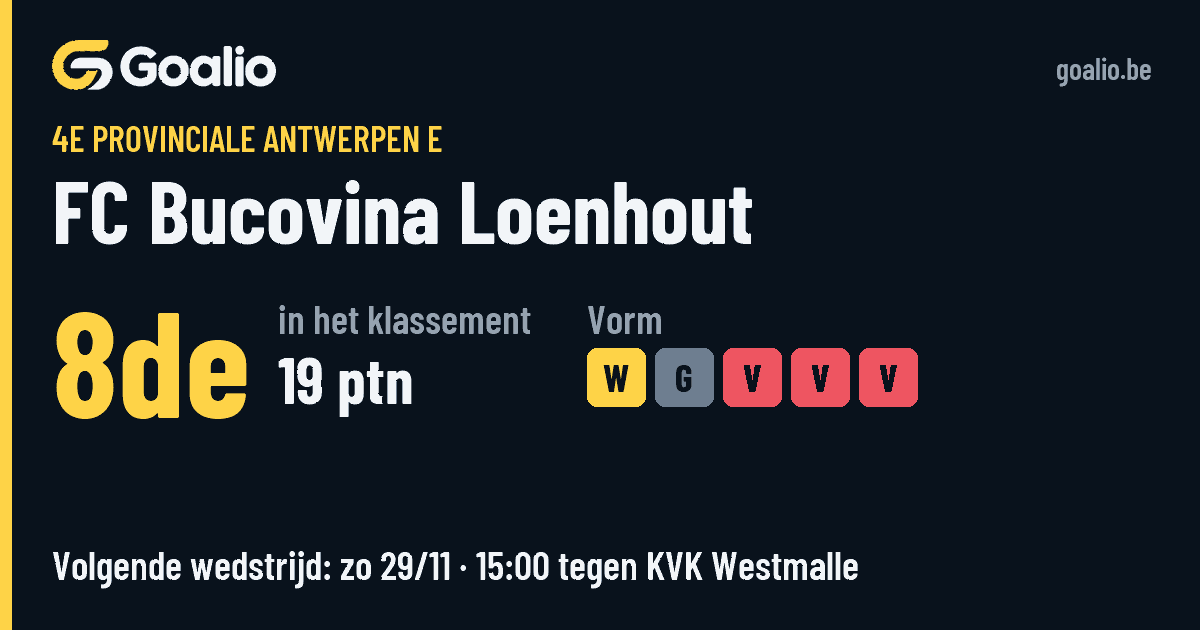 Goalio
goalio.be
4E PROVINCIALE ANTWERPEN E
FC Bucovina Loenhout
8de
in het klassement
19 ptn
Vorm
W G V V V
Volgende wedstrijd: zo 29/11 · 15:00 tegen KVK Westmalle